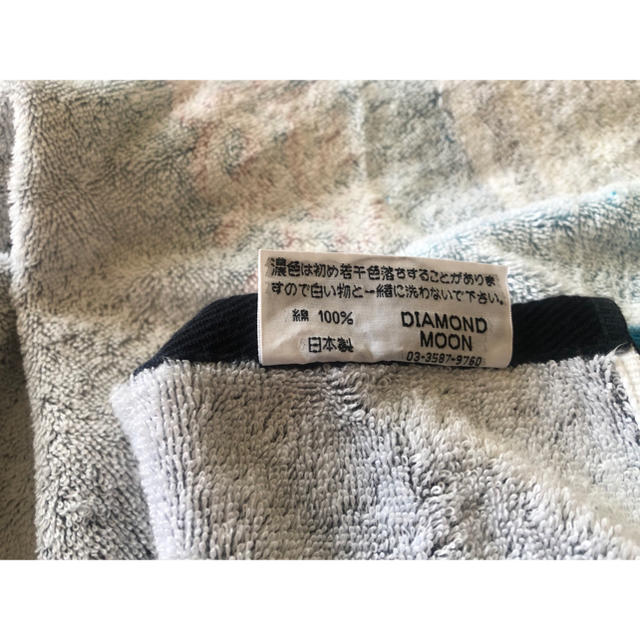 濃色は初め若干色落ちすることがありま
すので白い物と一緒に洗わないで下さい。
綿 100%
日本製
DIAMOND
MOON
03-3587-9760